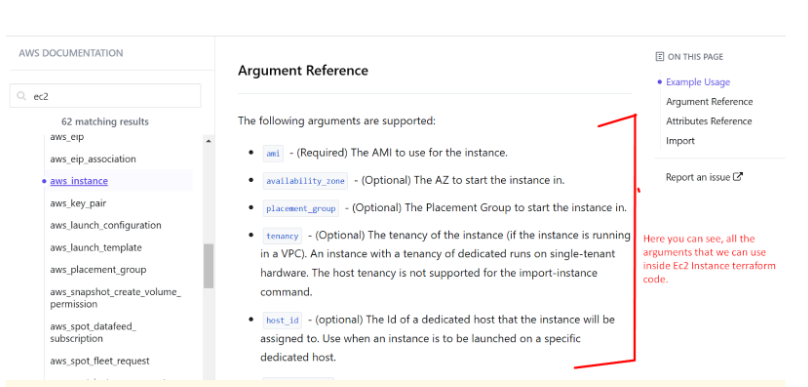 AWS DOCUMENTATION
ec2
62 matching results
aws_eip
aws_eip_association
aws_instance
aws_key_pair
aws_launch_configuration
aws_launch_template
aws_placement_group
aws_snapshot_create_volume_
permission
aws_spot_datafeed_
subscription
aws_spot_fleet_request
Argument Reference
The following arguments are supported:
ami - (Required) The AMI to use for the instance.
availability_zone - (Optional) The AZ to start the instance in.
placement_group - (Optional) The Placement Group to start the instance in.
tenancy - (Optional) The tenancy of the instance (if the instance is running
in a VPC). An instance with a tenancy of dedicated runs on single-tenant
hardware. The host tenancy is not supported for the import-instance
command.
host_id - (optional) The Id of a dedicated host that the instance will be
assigned to. Use when an instance is to be launched on a specific
dedicated host.
ON THIS PAGE
Example Usage
Argument Reference
Attributes Reference
Import
Report an issue
Here you can see, all the
arguments that we can use
inside Ec2 Instance terraform
code.